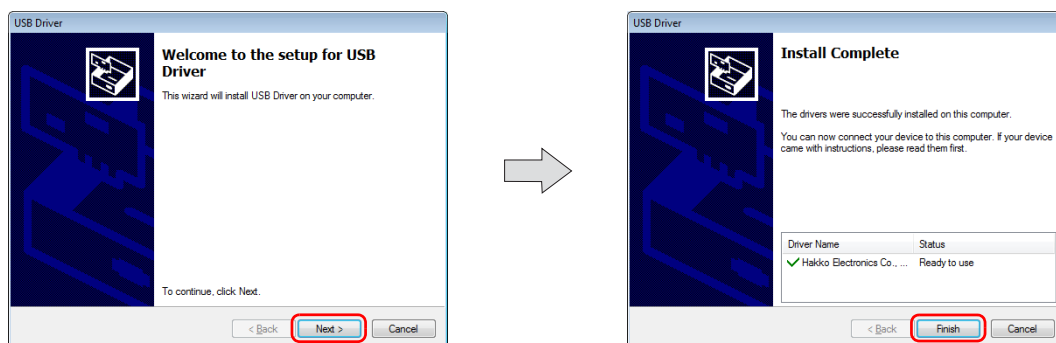 USB Driver
Welcome to the setup for USB
Driver
This wizard will install USB Driver on your computer.
To continue, click Next.
< Back
Next >
Cancel
USB Driver
Install Complete
The drivers were successfully installed on this computer.
You can now connect your device to this computer. If your device
came with instructions, please read them first.
Driver Name Status
Hakko Electronics Co., ... Ready to use
< Back
Finish
Cancel